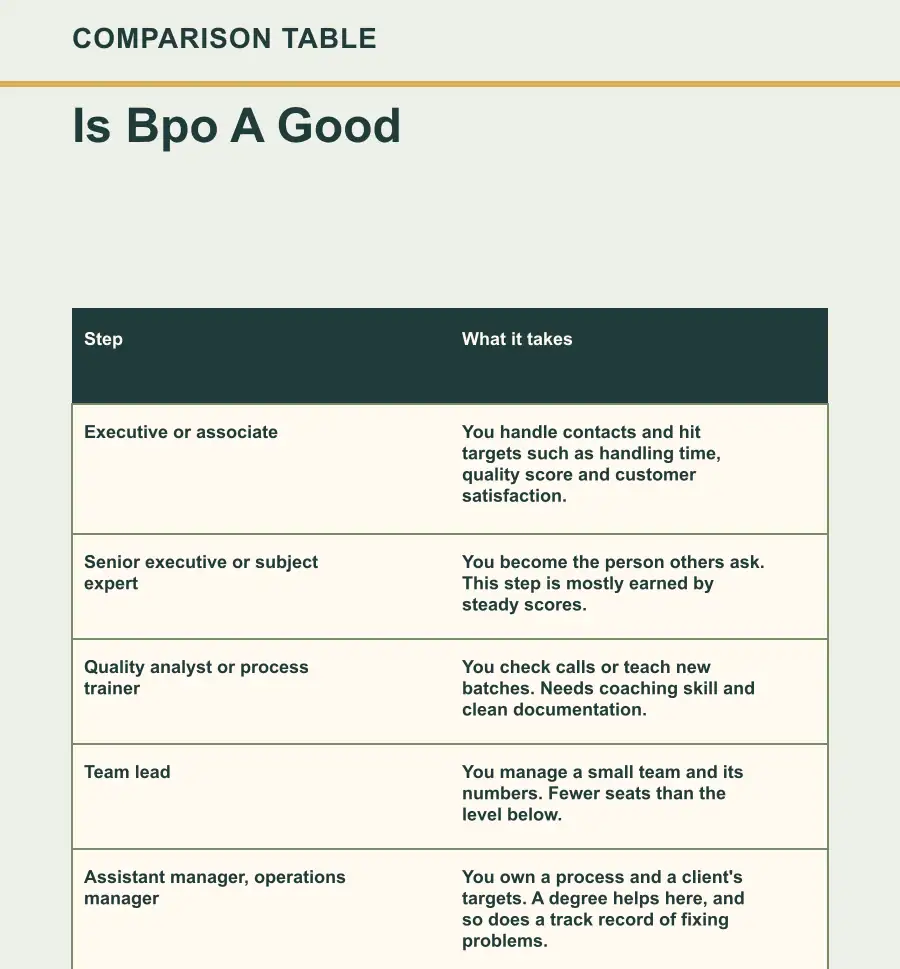 COMPARISON TABLE
Is Bpo A Good
Step
What it takes
Executive or associate
You handle contacts and hit
targets such as handling time,
quality score and customer
satisfaction.
Senior executive or subject
expert
You become the person others ask.
This step is mostly earned by
steady scores.
Quality analyst or process
trainer
You check calls or teach new
batches. Needs coaching skill and
clean documentation.
Team lead
You manage a small team and its
numbers. Fewer seats than the
level below.
Assistant manager, operations
manager
You own a process and a client's
targets. A degree helps here, and
so does a track record of fixing
problems.